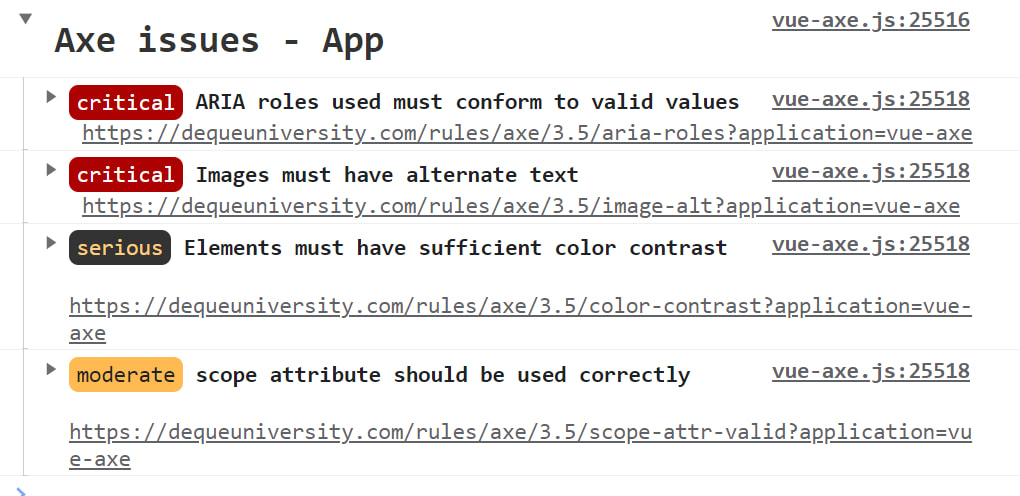 Axe issues - App vue-axe.js:25516
critical ARIA roles used must conform to valid values vue-axe.js:25518
https://dequeuniversity.com/rules/axe/3.5/aria-roles?application=vue-axe
critical Images must have alternate text vue-axe.js:25518
https://dequeuniversity.com/rules/axe/3.5/image-alt?application=vue-axe
serious Elements must have sufficient color contrast vue-axe.js:25518
https://dequeuniversity.com/rules/axe/3.5/color-contrast?application=vue-
axe
moderate scope attribute should be used correctly vue-axe.js:25518
https://dequeuniversity.com/rules/axe/3.5/scope-attr-valid?application=vu
e-axe